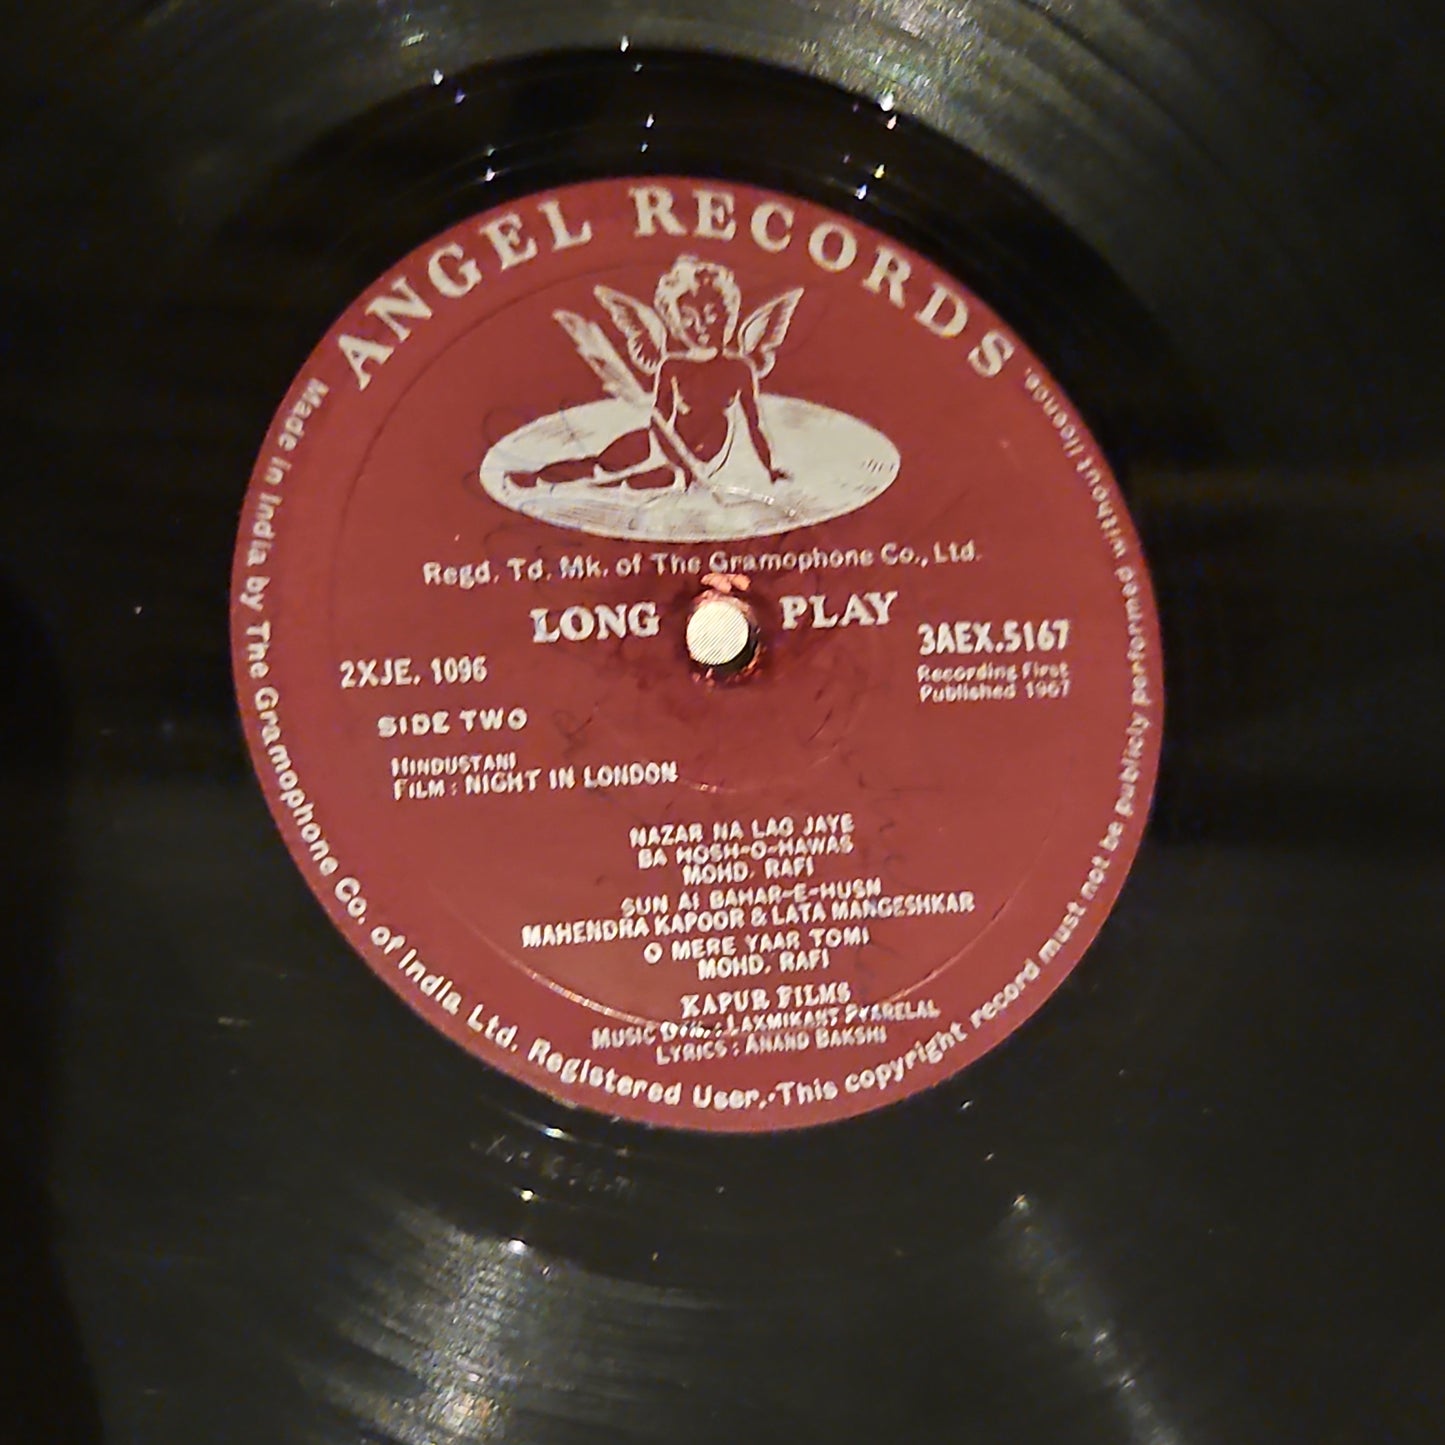 ANGEL RECORDS
Regd. Td. Mk. of The Gramophone Co., Ltd.
LONG PLAY
3AEX.5167
Recording First
Published 1967
2XJE. 1096
SIDE TWO
HINDUSTANI
FILM : NIGHT IN LONDON
NAZAR NA LAG JAYE
BA HOSH-O-HAWAS
MOHD. RAFI
SUN AI BAHAR-E-HUSN
MAHENDRA KAPOOR & LATA MANGESHKAR
O MERE YAAR TOMI
MOHD. RAFI
KAPUR FILMS
MUSIC DIR. : LAXMIKANT PYARELAL
LYRICS : ANAND BAKSHI
Made in India by The Gramophone Co. of India Ltd. Registered User.·This copyright record must not be publicly performed without licence.